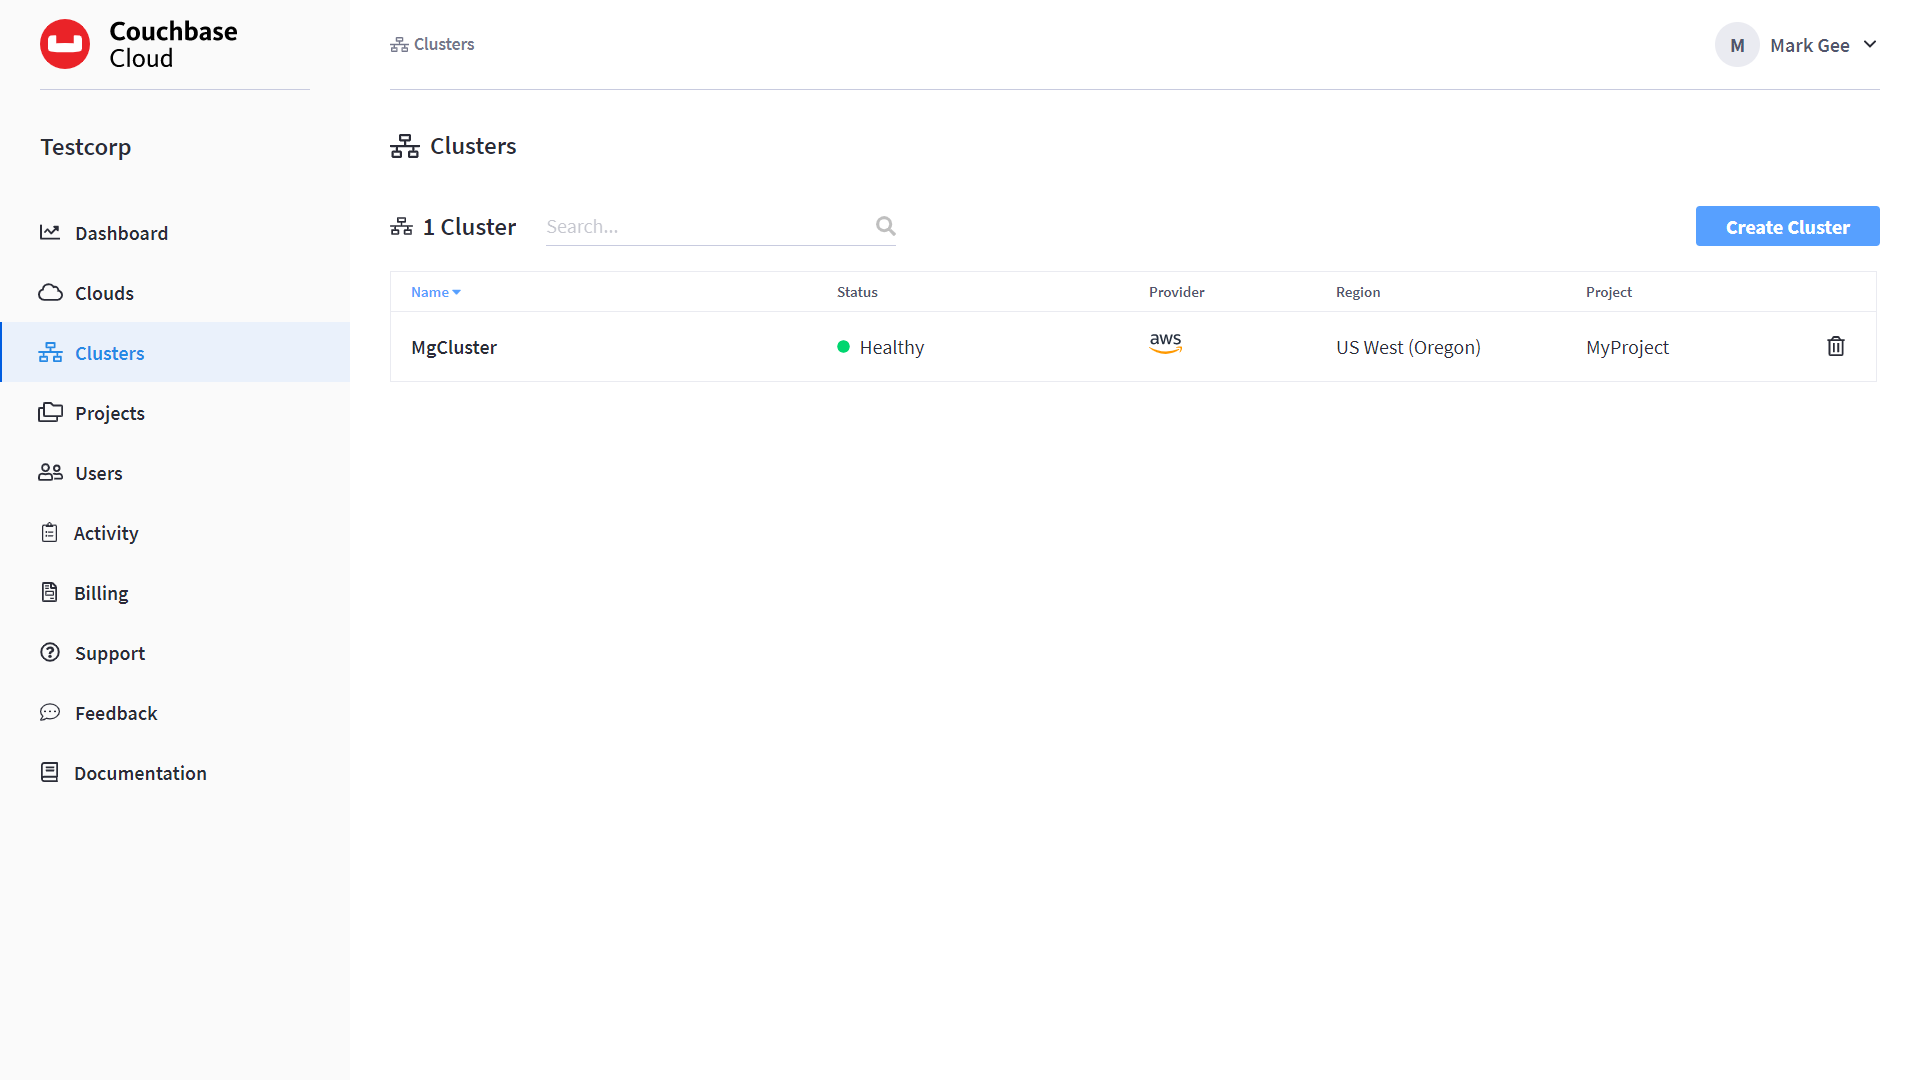 Couchbase
Cloud
Testcorp
Dashboard
Clouds
Clusters
Projects
Users
Activity
Billing
Support
Feedback
Documentation
Clusters
M Mark Gee
Clusters
1 Cluster Search... Create Cluster
Name Status Provider Region Project
MgCluster Healthy aws US West (Oregon) MyProject